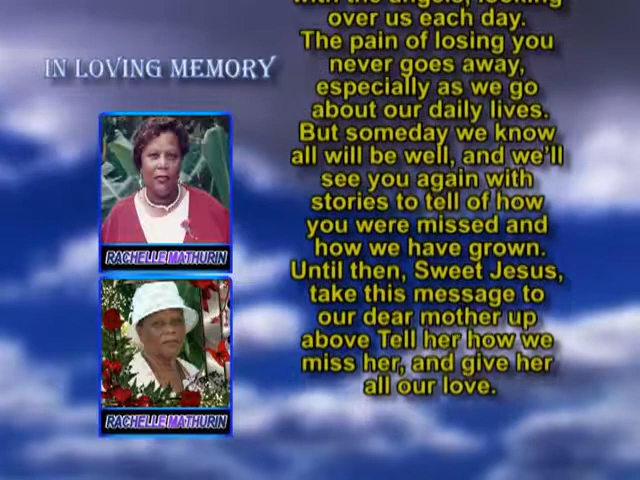 IN LOVING MEMORY
RACHELLE MATHURIN
RACHELLE MATHURIN
with the angels, looking
over us each day.
The pain of losing you
never goes away,
especially as we go
about our daily lives.
But someday we know
all will be well, and we'll
see you again with
stories to tell of how
you were missed and
how we have grown.
Until then, Sweet Jesus,
take this message to
our dear mother up
above Tell her how we
miss her, and give her
all our love.